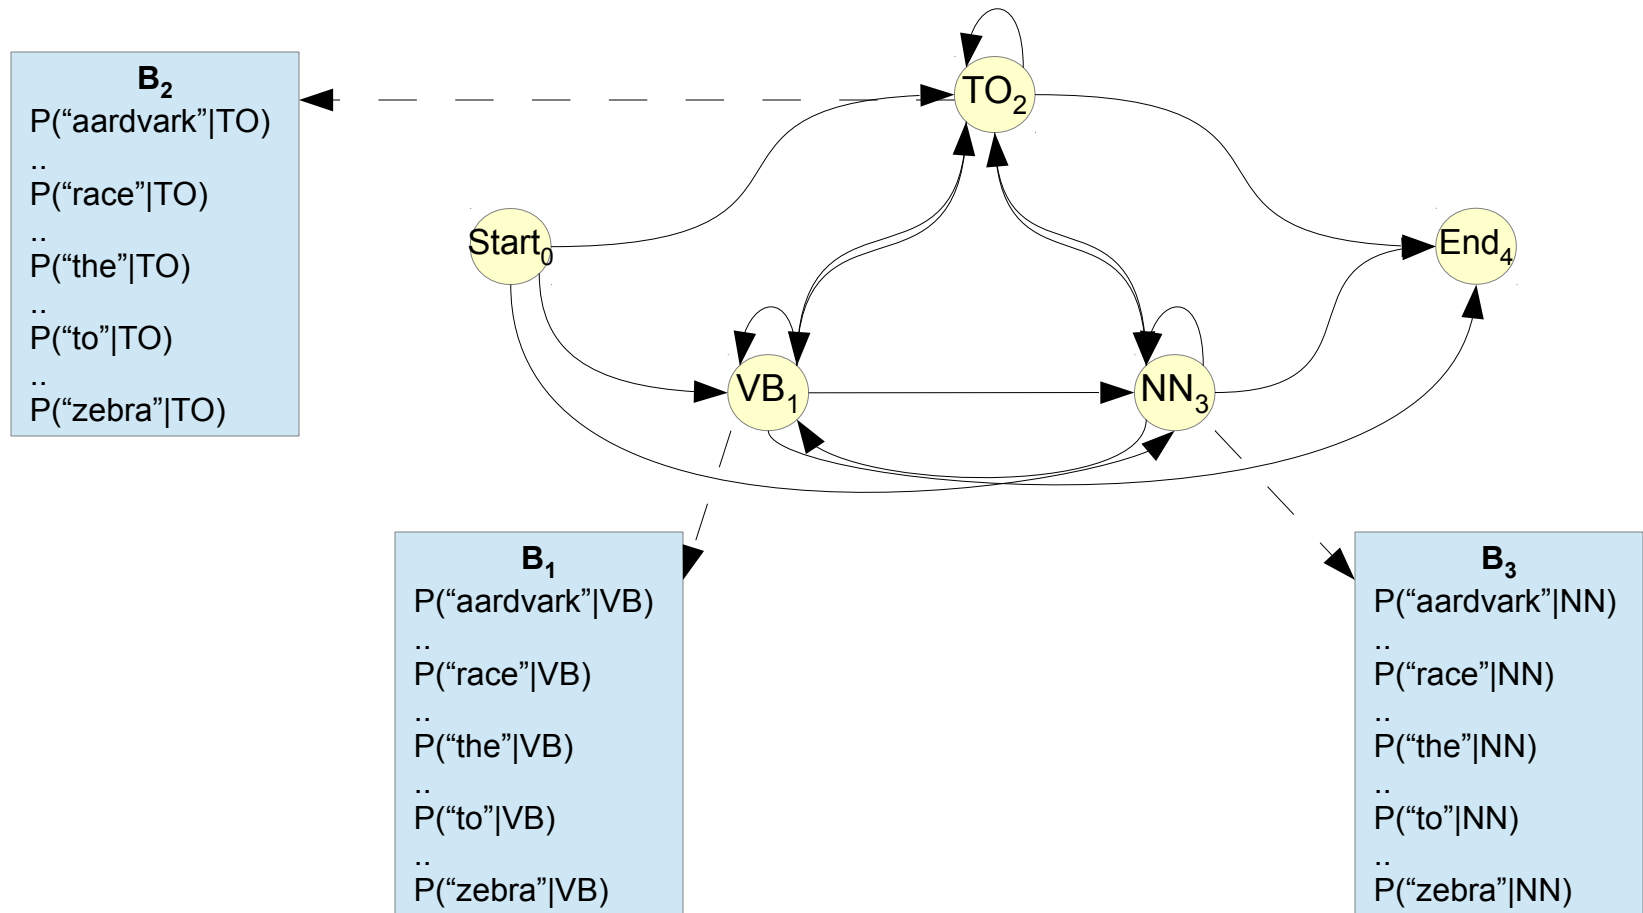 B2
P(“aardvark”|TO)
..
P(“race”|TO)
..
P(“the”|TO)
..
P(“to”|TO)
..
P(“zebra”|TO)
TO2
Start0
End4
VB1
NN3
B1
P(“aardvark”|VB)
..
P(“race”|VB)
..
P(“the”|VB)
..
P(“to”|VB)
..
P(“zebra”|VB)
B3
P(“aardvark”|NN)
..
P(“race”|NN)
..
P(“the”|NN)
..
P(“to”|NN)
..
P(“zebra”|NN)